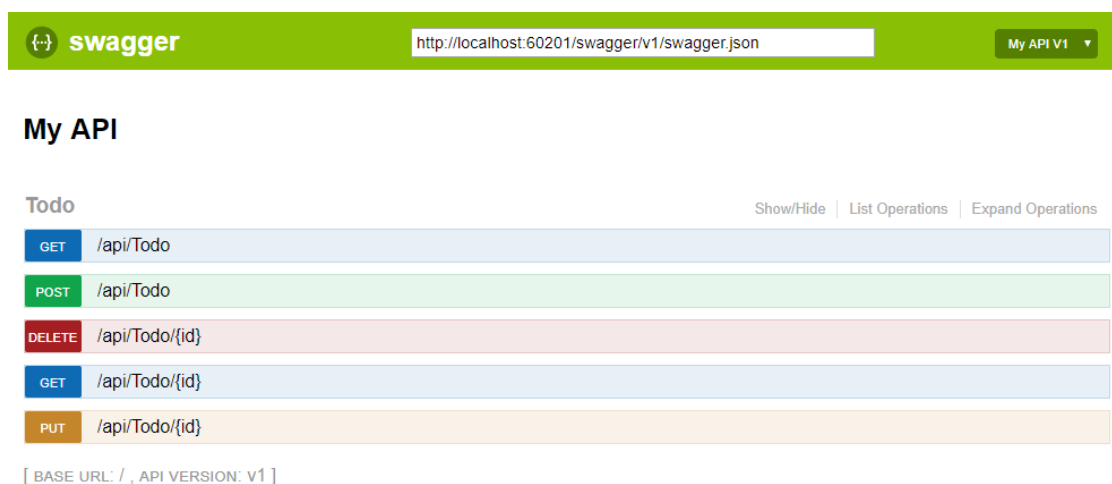 {··} swagger http://localhost:60201/swagger/v1/swagger.json My API V1 ▼
My API
Todo Show/Hide List Operations Expand Operations
GET /api/Todo
POST /api/Todo
DELETE /api/Todo/{id}
GET /api/Todo/{id}
PUT /api/Todo/{id}
[ BASE URL: / , API VERSION: V1 ]